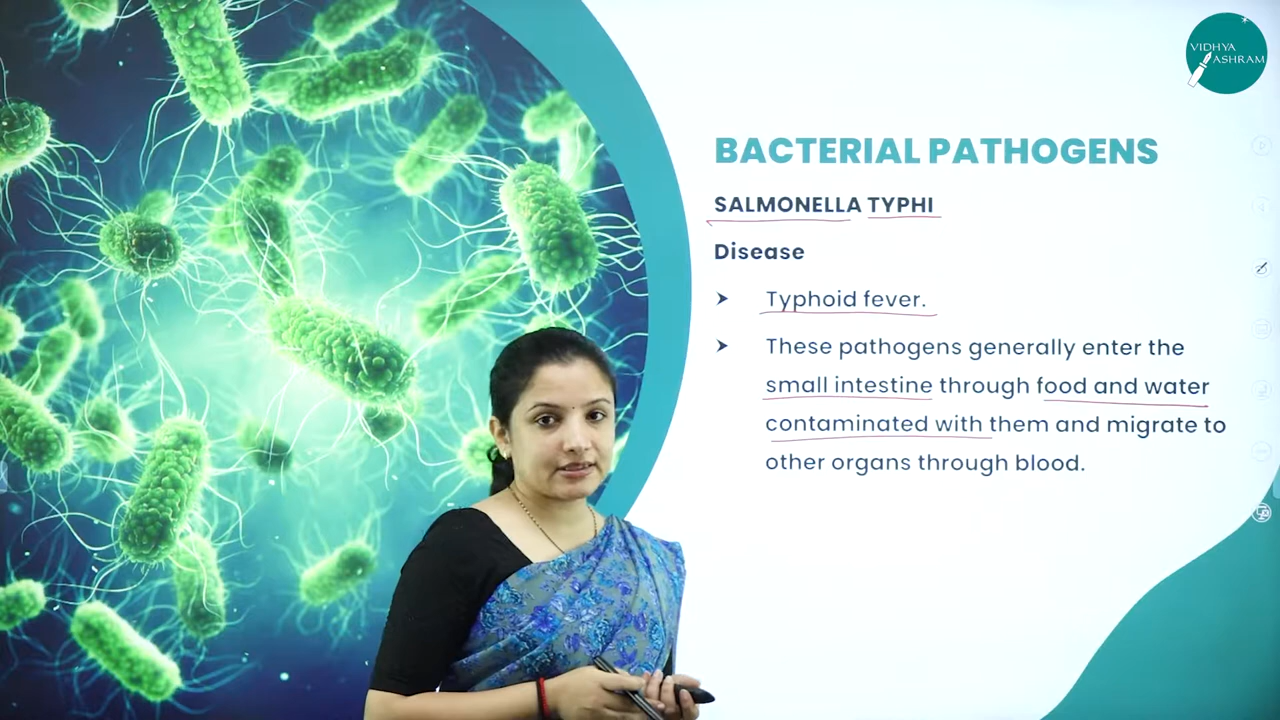 VIDHYA
ASHRAM
BACTERIAL PATHOGENS
SALMONELLA TYPHI
Disease
➤ Typhoid fever.
➤ These pathogens generally enter the
small intestine through food and water
contaminated with them and migrate to
other organs through blood.